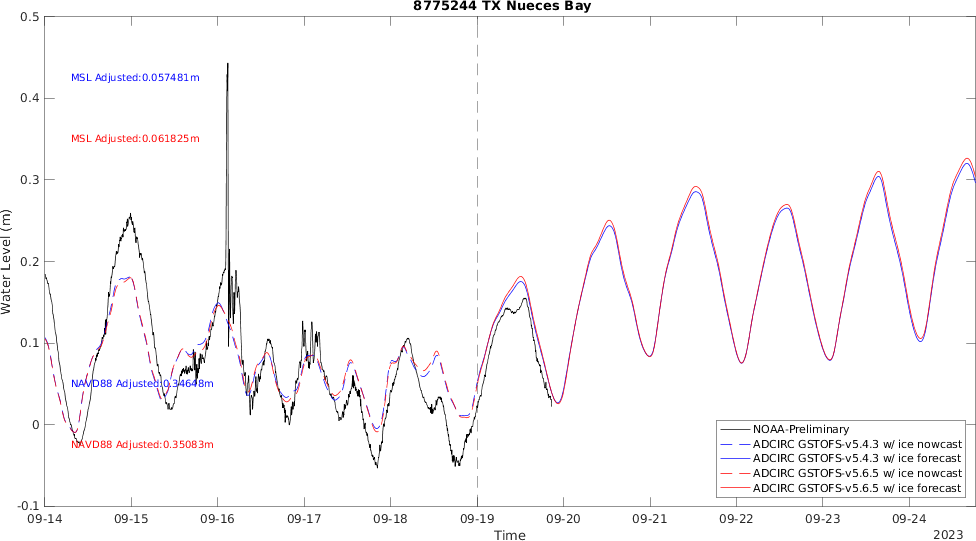 8775244 TX Nueces Bay
0.5
0.4
0.3
0.2
0.1
0
-0.1
Water Level (m)
MSL Adjusted:0.057481m
MSL Adjusted:0.061825m
NAVD88 Adjusted:0.34648m
NAVD88 Adjusted:0.35083m
NOAA-Preliminary
ADCIRC GSTOFS-v5.4.3 w/ ice nowcast
ADCIRC GSTOFS-v5.4.3 w/ ice forecast
ADCIRC GSTOFS-v5.6.5 w/ ice nowcast
ADCIRC GSTOFS-v5.6.5 w/ ice forecast
09-14 09-15 09-16 09-17 09-18 09-19 09-20 09-21 09-22 09-23 09-24
Time
2023